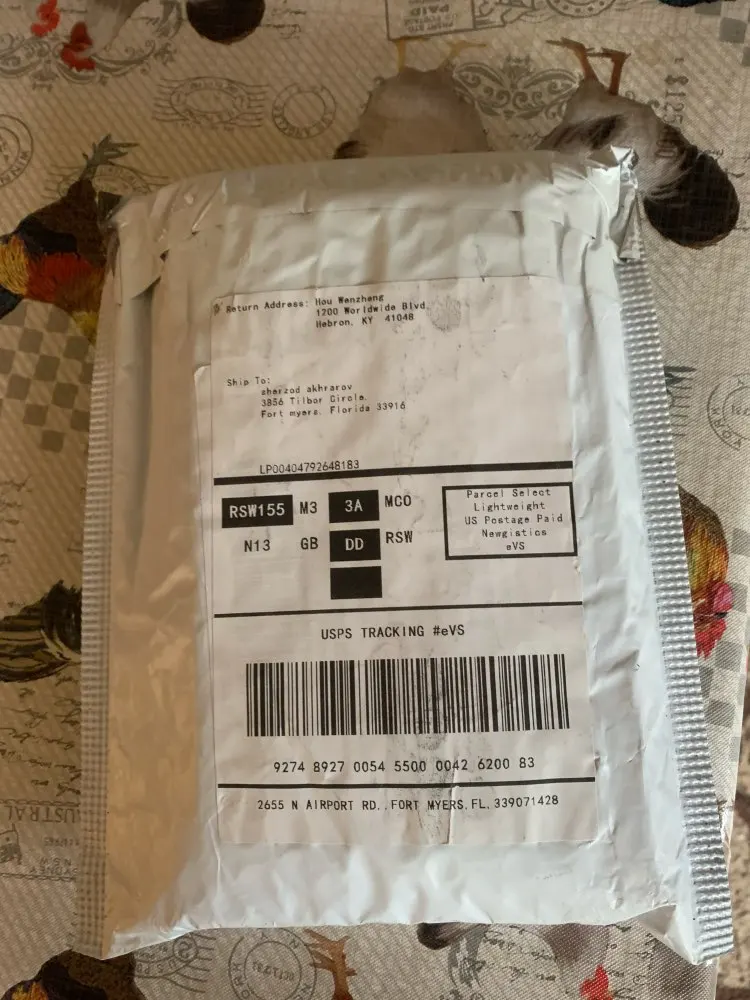 Return Address: Hou Wenzheng
1200 Worldwide Blvd.
Hebron, KY 41048
Ship To:
sherzod akhrarov
3856 Tilbor Circle.
Fort myers. Florida 33916
LP00404792648183
RSW155 M3 3A MCO
N13 GB DD RSW
Parcel Select
Lightweight
US Postage Paid
Newgistics
eVS
USPS TRACKING #eVS
9274 8927 0054 5500 0042 6200 83
2655 N AIRPORT RD., FORT MYERS, FL, 339071428